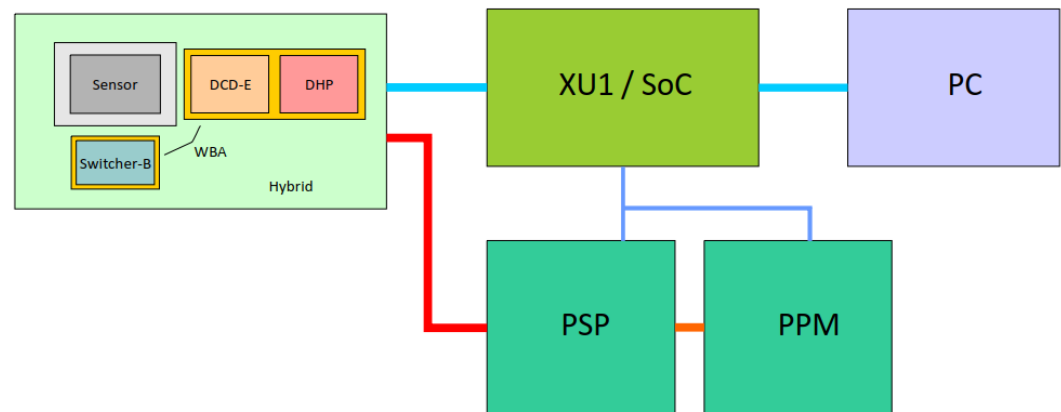 Sensor
DCD-E
DHP
Switcher-B
WBA
Hybrid
XU1 / SoC
PC
PSP
PPM